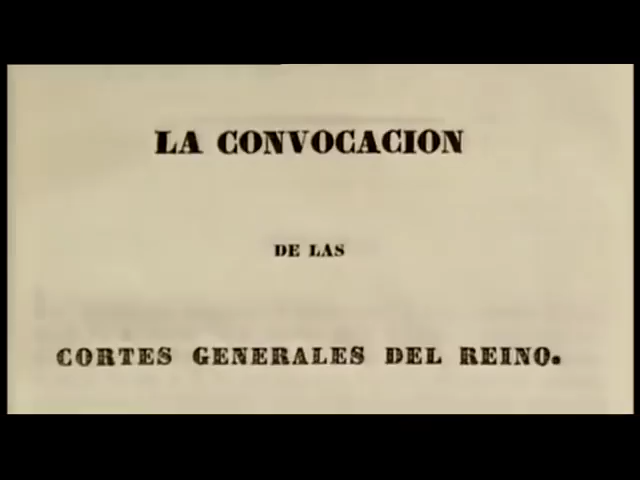 LA CONVOCACION
DE LAS
CORTES GENERALES DEL REINO.